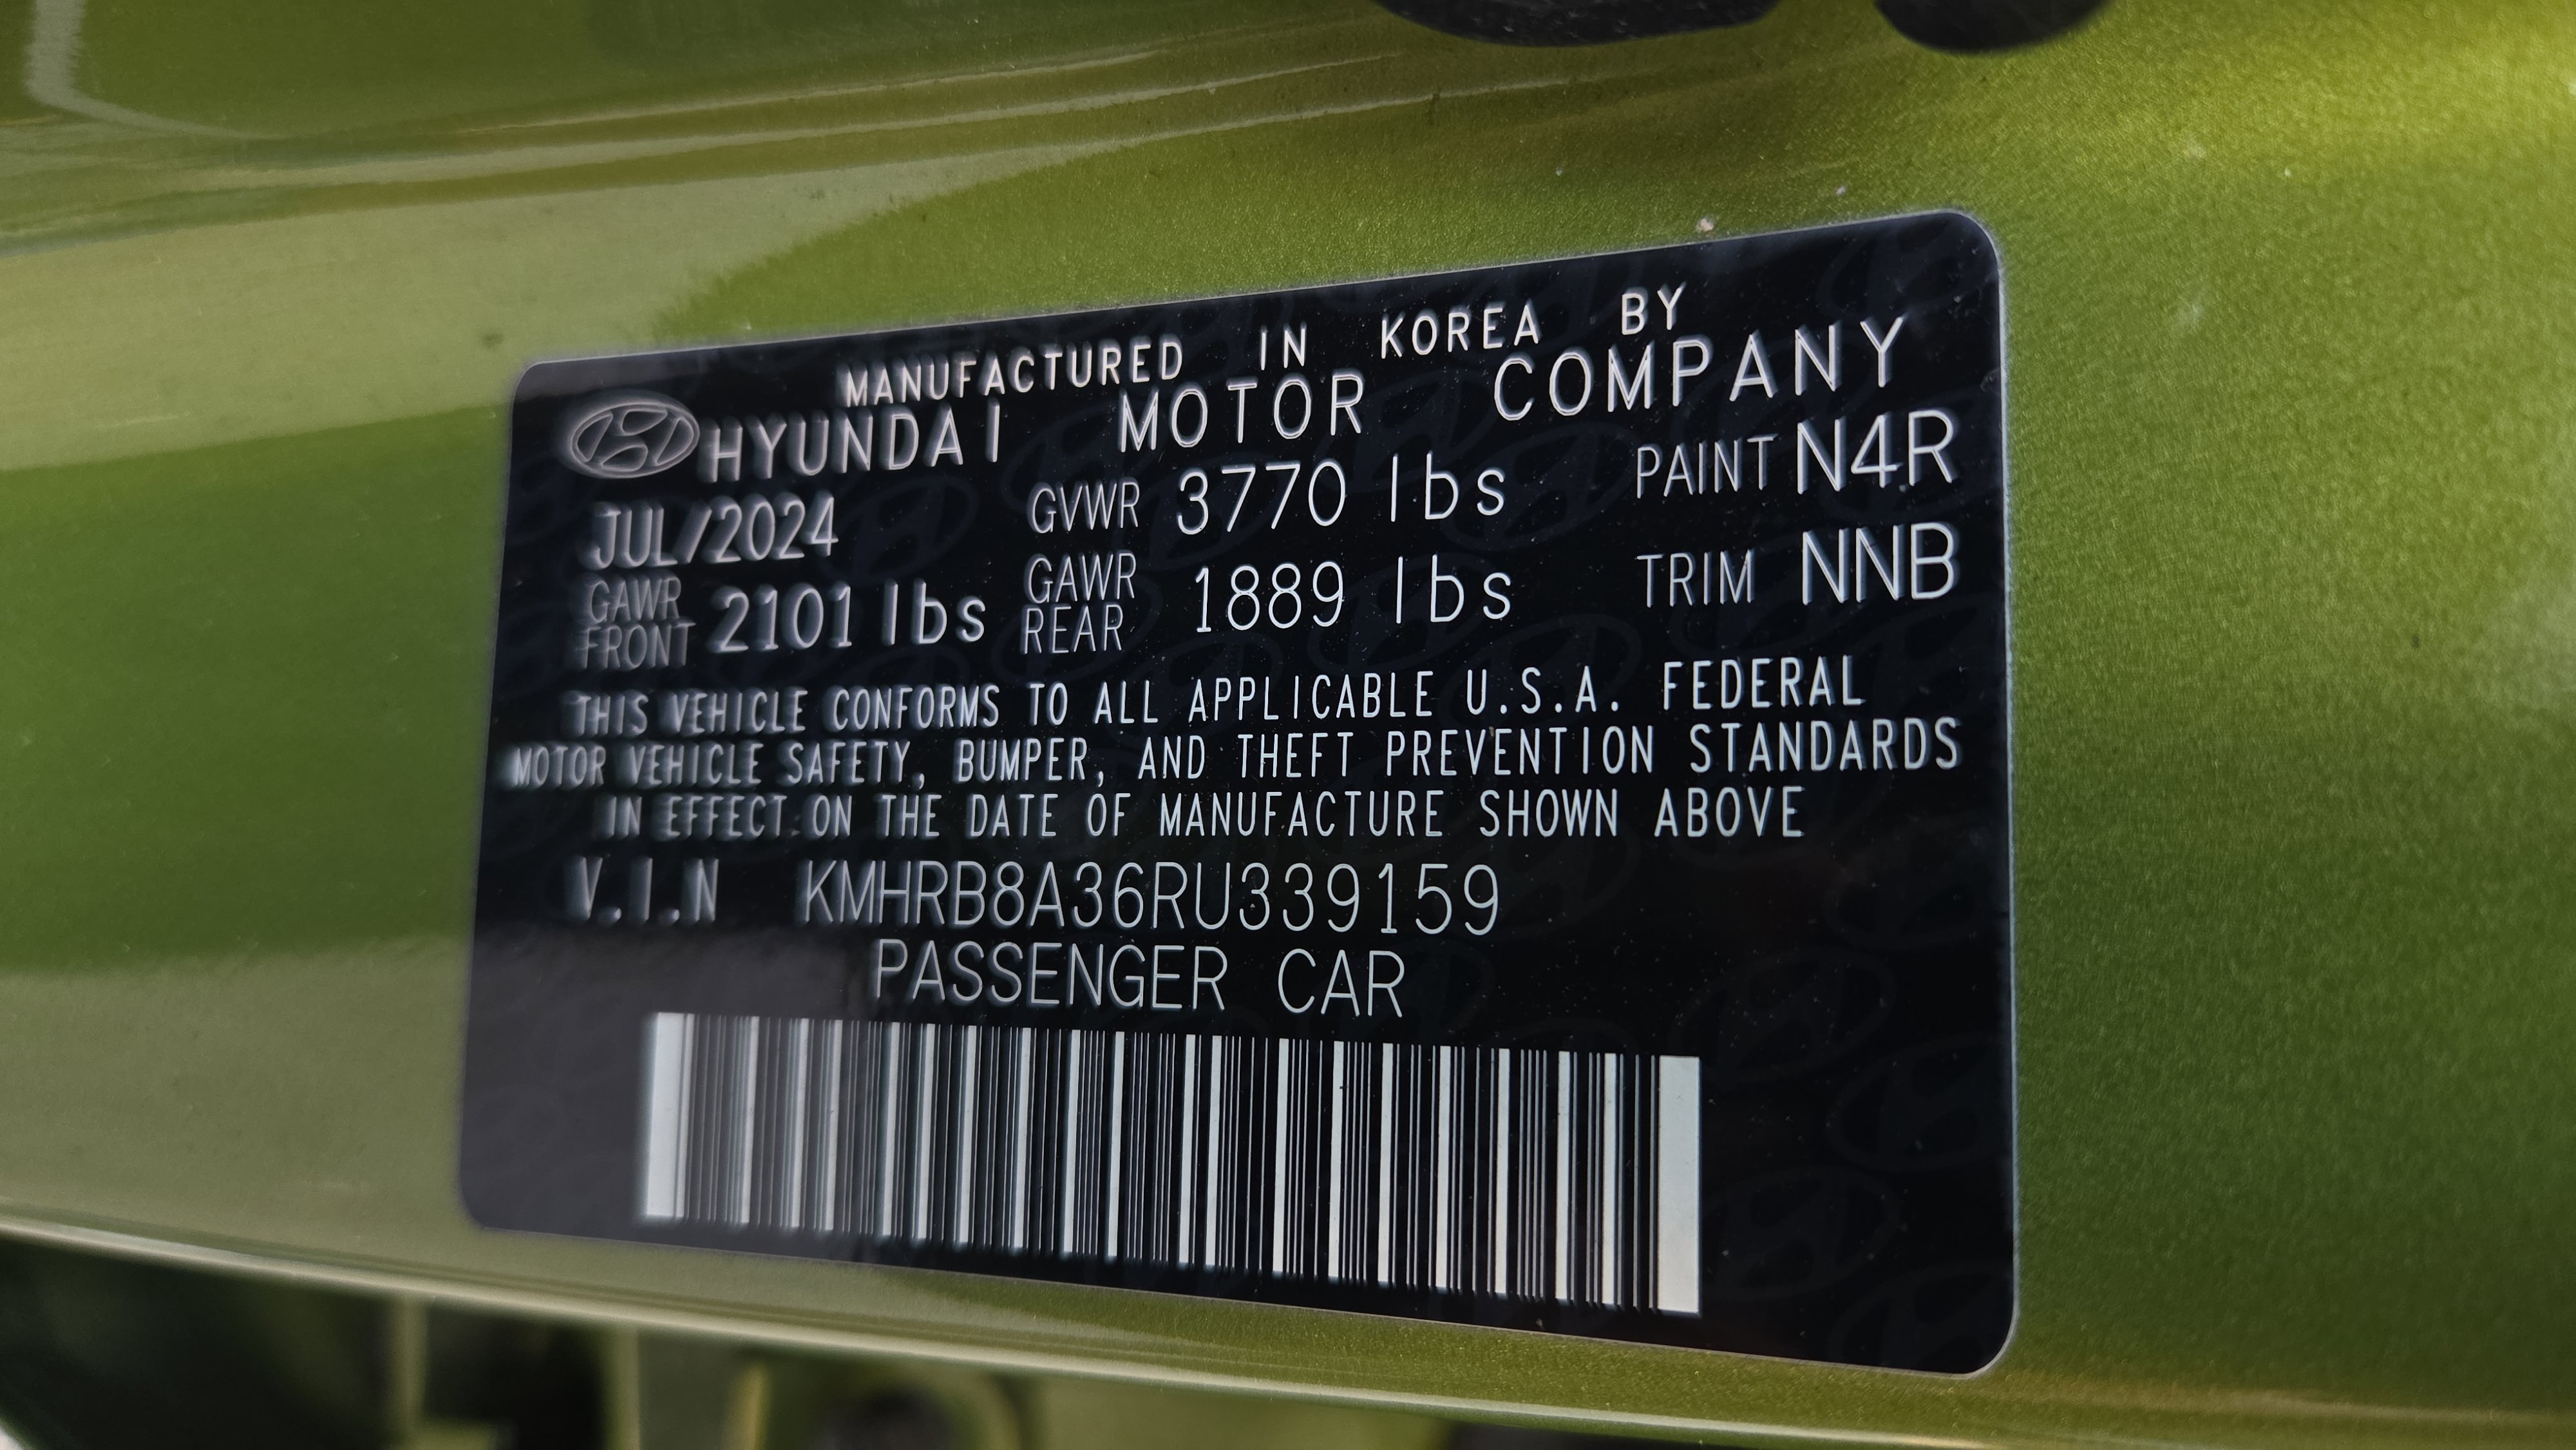 MANUFACTURED IN KOREA BY
HYUNDAI MOTOR COMPANY
JUL/2024 GVWR 3770 lbs PAINT N4R
GAWR FRONT 2101 lbs GAWR REAR 1889 lbs TRIM NNB
THIS VEHICLE CONFORMS TO ALL APPLICABLE U.S.A. FEDERAL
MOTOR VEHICLE SAFETY, BUMPER, AND THEFT PREVENTION STANDARDS
IN EFFECT ON THE DATE OF MANUFACTURE SHOWN ABOVE
V.I.N KMHRB8A36RU339159
PASSENGER CAR